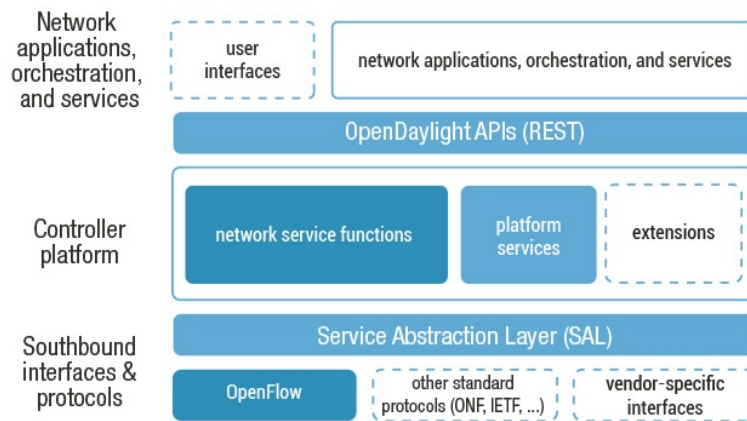 Network
applications,
orchestration,
and services
user
interfaces
network applications, orchestration, and services
OpenDaylight APIs (REST)
Controller
platform
network service functions
platform
services
extensions
Service Abstraction Layer (SAL)
Southbound
interfaces &
protocols
OpenFlow
other standard
protocols (ONF, IETF, ...)
vendor-specific
interfaces